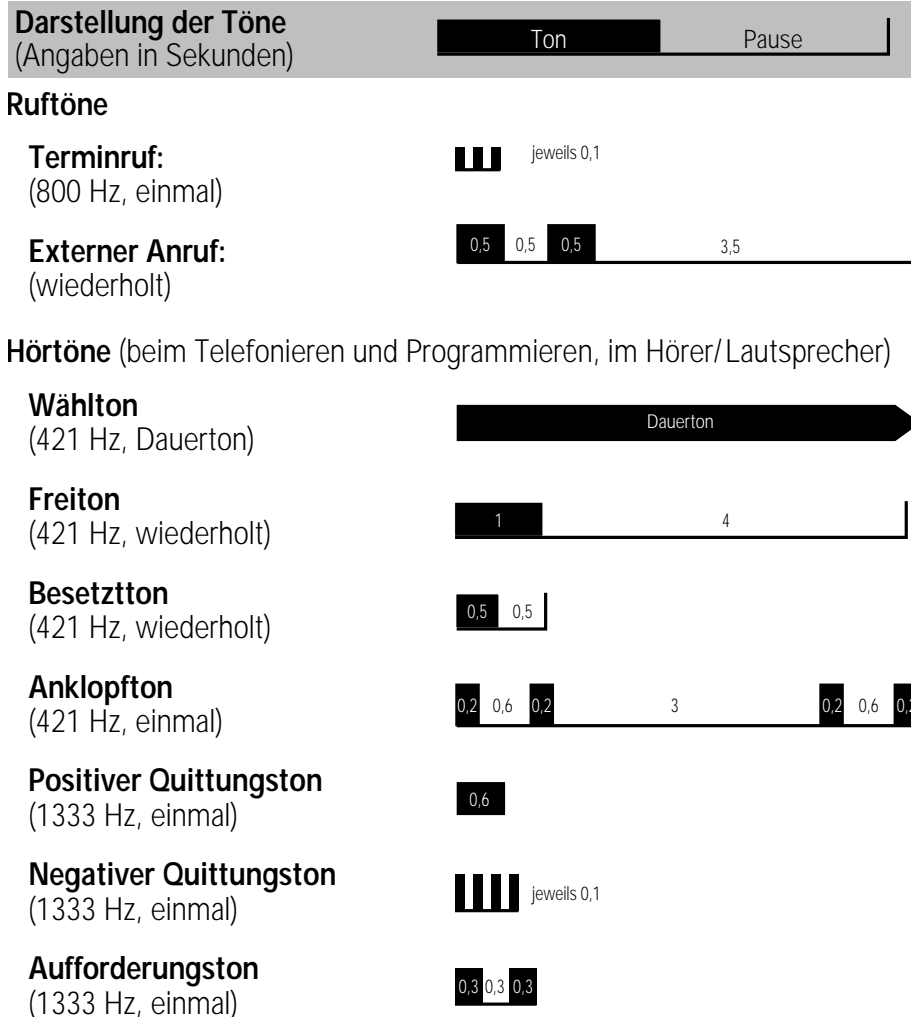 Darstellung der Töne
(Angaben in Sekunden)
Ton Pause
Ruftöne
Terminruf:
(800 Hz, einmal)
jeweils 0,1
Externer Anruf:
(wiederholt)
0,5 0,5 0,5 3,5
Hörtöne (beim Telefonieren und Programmieren, im Hörer/Lautsprecher)
Wählton
(421 Hz, Dauerton)
Dauerton
Freiton
(421 Hz, wiederholt)
1 4
Besetztton
(421 Hz, wiederholt)
0,5 0,5
Anklopfton
(421 Hz, einmal)
0,2 0,6 0,2 3 0,2 0,6 0,2
Positiver Quittungston
(1333 Hz, einmal)
0,6
Negativer Quittungston
(1333 Hz, einmal)
jeweils 0,1
Aufforderungston
(1333 Hz, einmal)
0,3 0,3 0,3